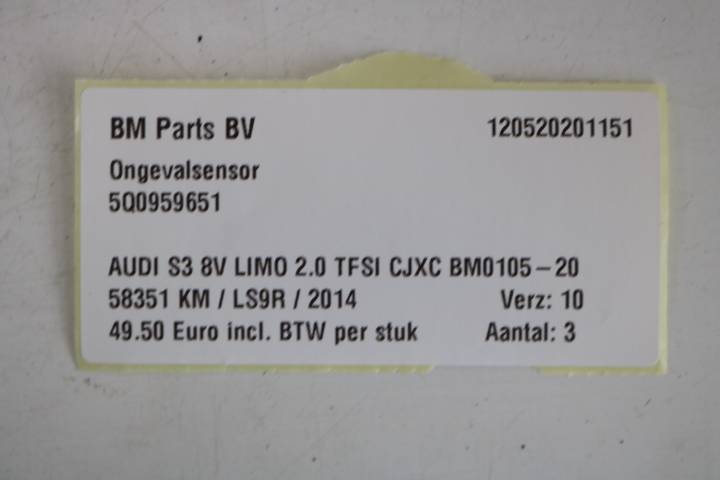 BM Parts BV 120520201151
Ongevalsensor
5Q0959651
AUDI S3 8V LIMO 2.0 TFSI CJXC BM0105-20
58351 KM / LS9R / 2014 Verz: 10
49.50 Euro incl. BTW per stuk Aantal: 3